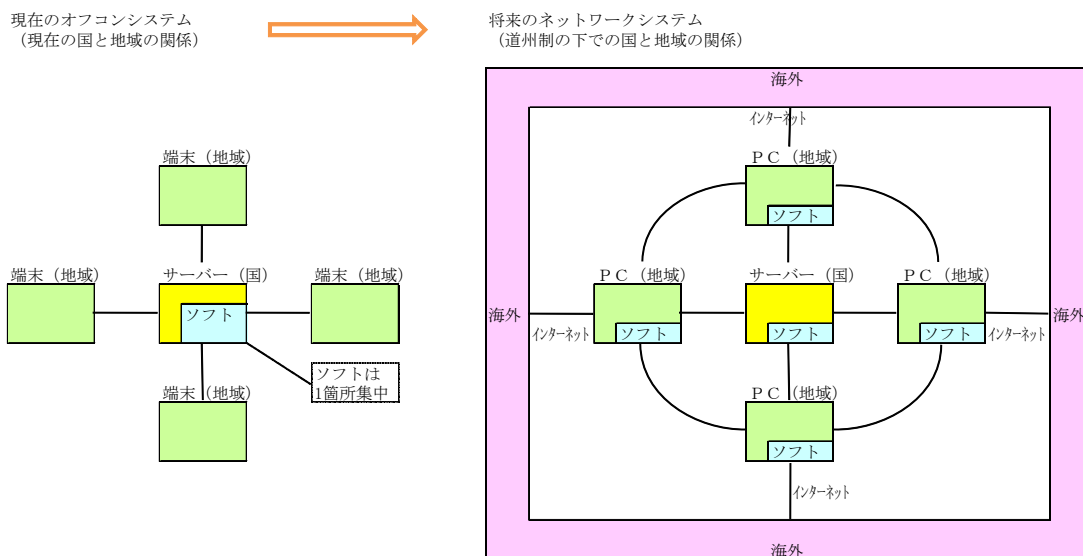 現在のオフコンシステム
（現在の国と地域の関係）
端末（地域）
端末（地域）
サーバー（国）
端末（地域）
ソフト
ソフトは
1箇所集中
端末（地域）
将来のネットワークシステム
（道州制の下での国と地域の関係）
海外
インターネット
ＰＣ（地域）
ソフト
ＰＣ（地域）
サーバー（国）
ＰＣ（地域）
海外
海外
インターネット
ソフト
ソフト
ソフト
インターネット
ＰＣ（地域）
ソフト
インターネット
海外